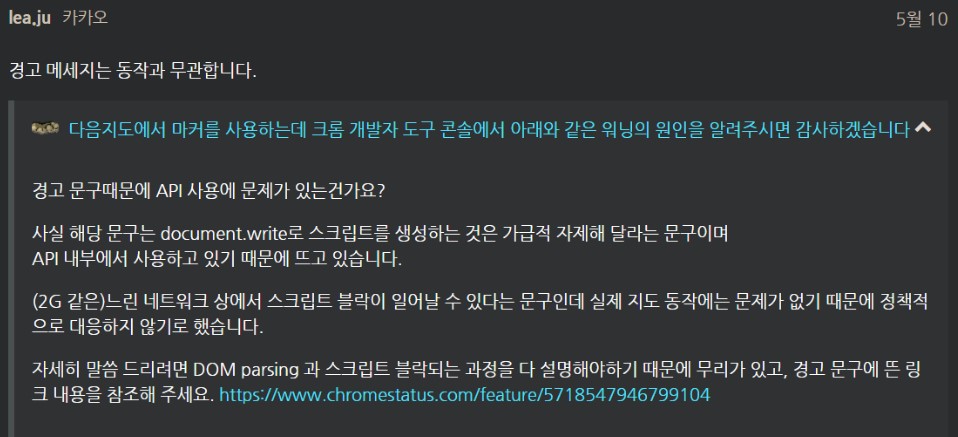 lea.ju 카카오
5월 10
경고 메세지는 동작과 무관합니다.
다음지도에서 마커를 사용하는데 크롬 개발자 도구 콘솔에서 아래와 같은 워닝의 원인을 알려주시면 감사하겠습니다
경고 문구때문에 API 사용에 문제가 있는건가요?
사실 해당 문구는 document.write로 스크립트를 생성하는 것은 가급적 자제해 달라는 문구이며
API 내부에서 사용하고 있기 때문에 뜨고 있습니다.
(2G 같은)느린 네트워크 상에서 스크립트 블락이 일어날 수 있다는 문구인데 실제 지도 동작에는 문제가 없기 때문에 정책적
으로 대응하지 않기로 했습니다.
자세히 말씀 드리려면 DOM parsing 과 스크립트 블락되는 과정을 다 설명해야하기 때문에 무리가 있고, 경고 문구에 뜬 링
크 내용을 참조해 주세요. https://www.chromestatus.com/feature/5718547946799104